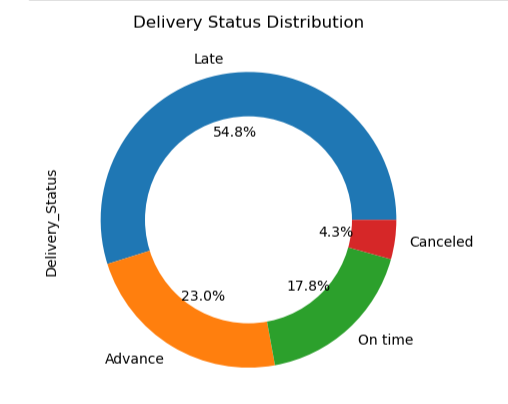 Delivery Status Distribution
Late
54.8%
Delivery_Status
4.3%
Canceled
23.0%
17.8%
On time
Advance